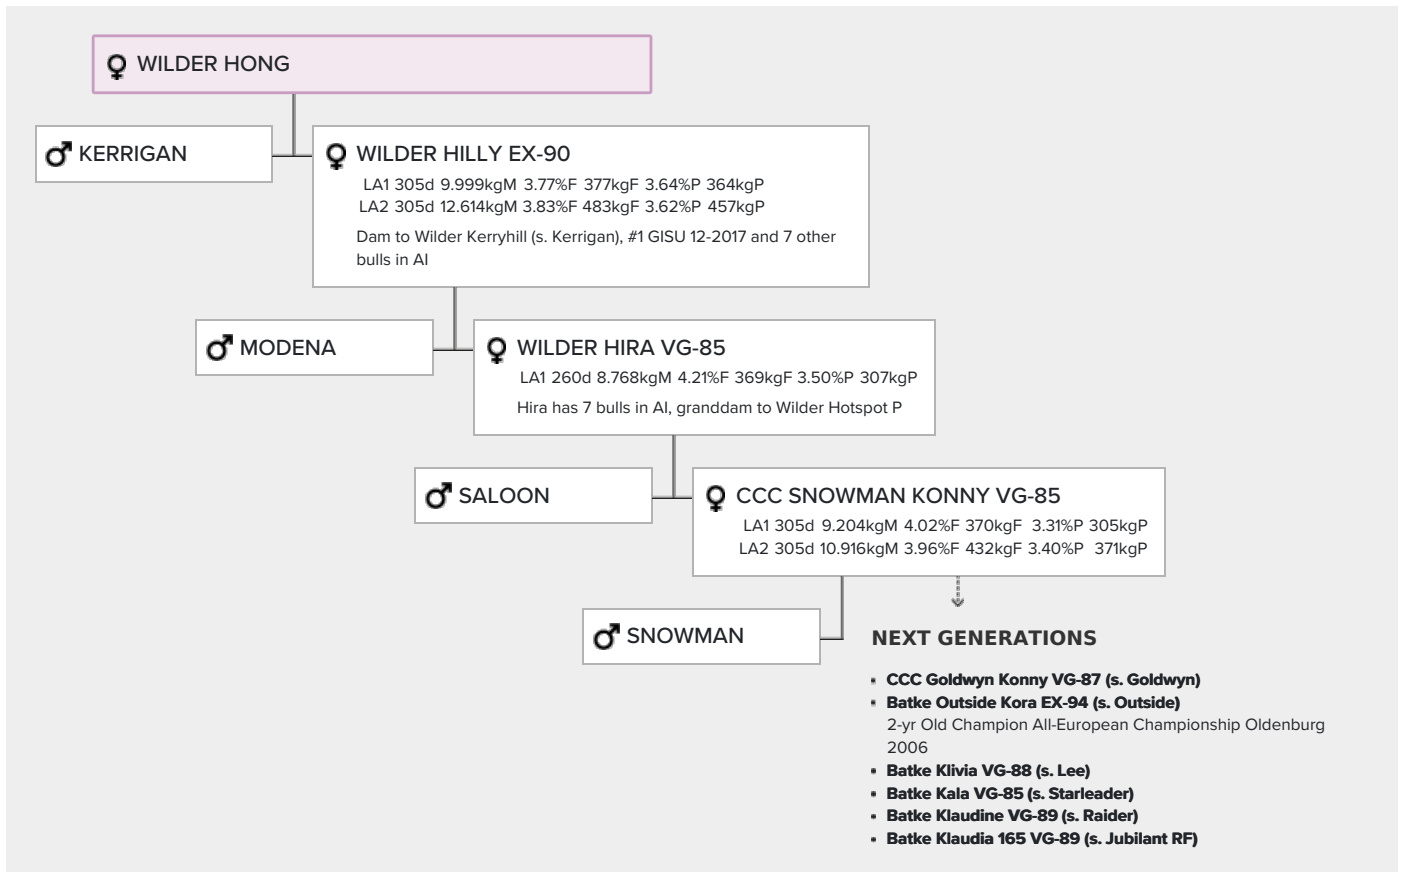 WILDER HONG
KERRIGAN
WILDER HILLY EX-90
LA1 305d 9.999kgM 3.77%F 377kgF 3.64%P 364kgP
LA2 305d 12.614kgM 3.83%F 483kgF 3.62%P 457kgP
Dam to Wilder Kerryhill (s. Kerrigan), #1 GISU 12-2017 and 7 other
bulls in AI
MODENA
WILDER HIRA VG-85
LA1 260d 8.768kgM 4.21%F 369kgF 3.50%P 307kgP
Hira has 7 bulls in AI, granddam to Wilder Hotspot P
SALOON
CCC SNOWMAN KONNY VG-85
LA1 305d 9.204kgM 4.02%F 370kgF 3.31%P 305kgP
LA2 305d 10.916kgM 3.96%F 432kgF 3.40%P 371kgP
SNOWMAN
NEXT GENERATIONS
▪ CCC Goldwyn Konny VG-87 (s. Goldwyn)
▪ Batke Outside Kora EX-94 (s. Outside)
2-yr Old Champion All-European Championship Oldenburg
2006
▪ Batke Klivia VG-88 (s. Lee)
▪ Batke Kala VG-85 (s. Starleader)
▪ Batke Klaudine VG-89 (s. Raider)
▪ Batke Klaudia 165 VG-89 (s. Jubilant RF)